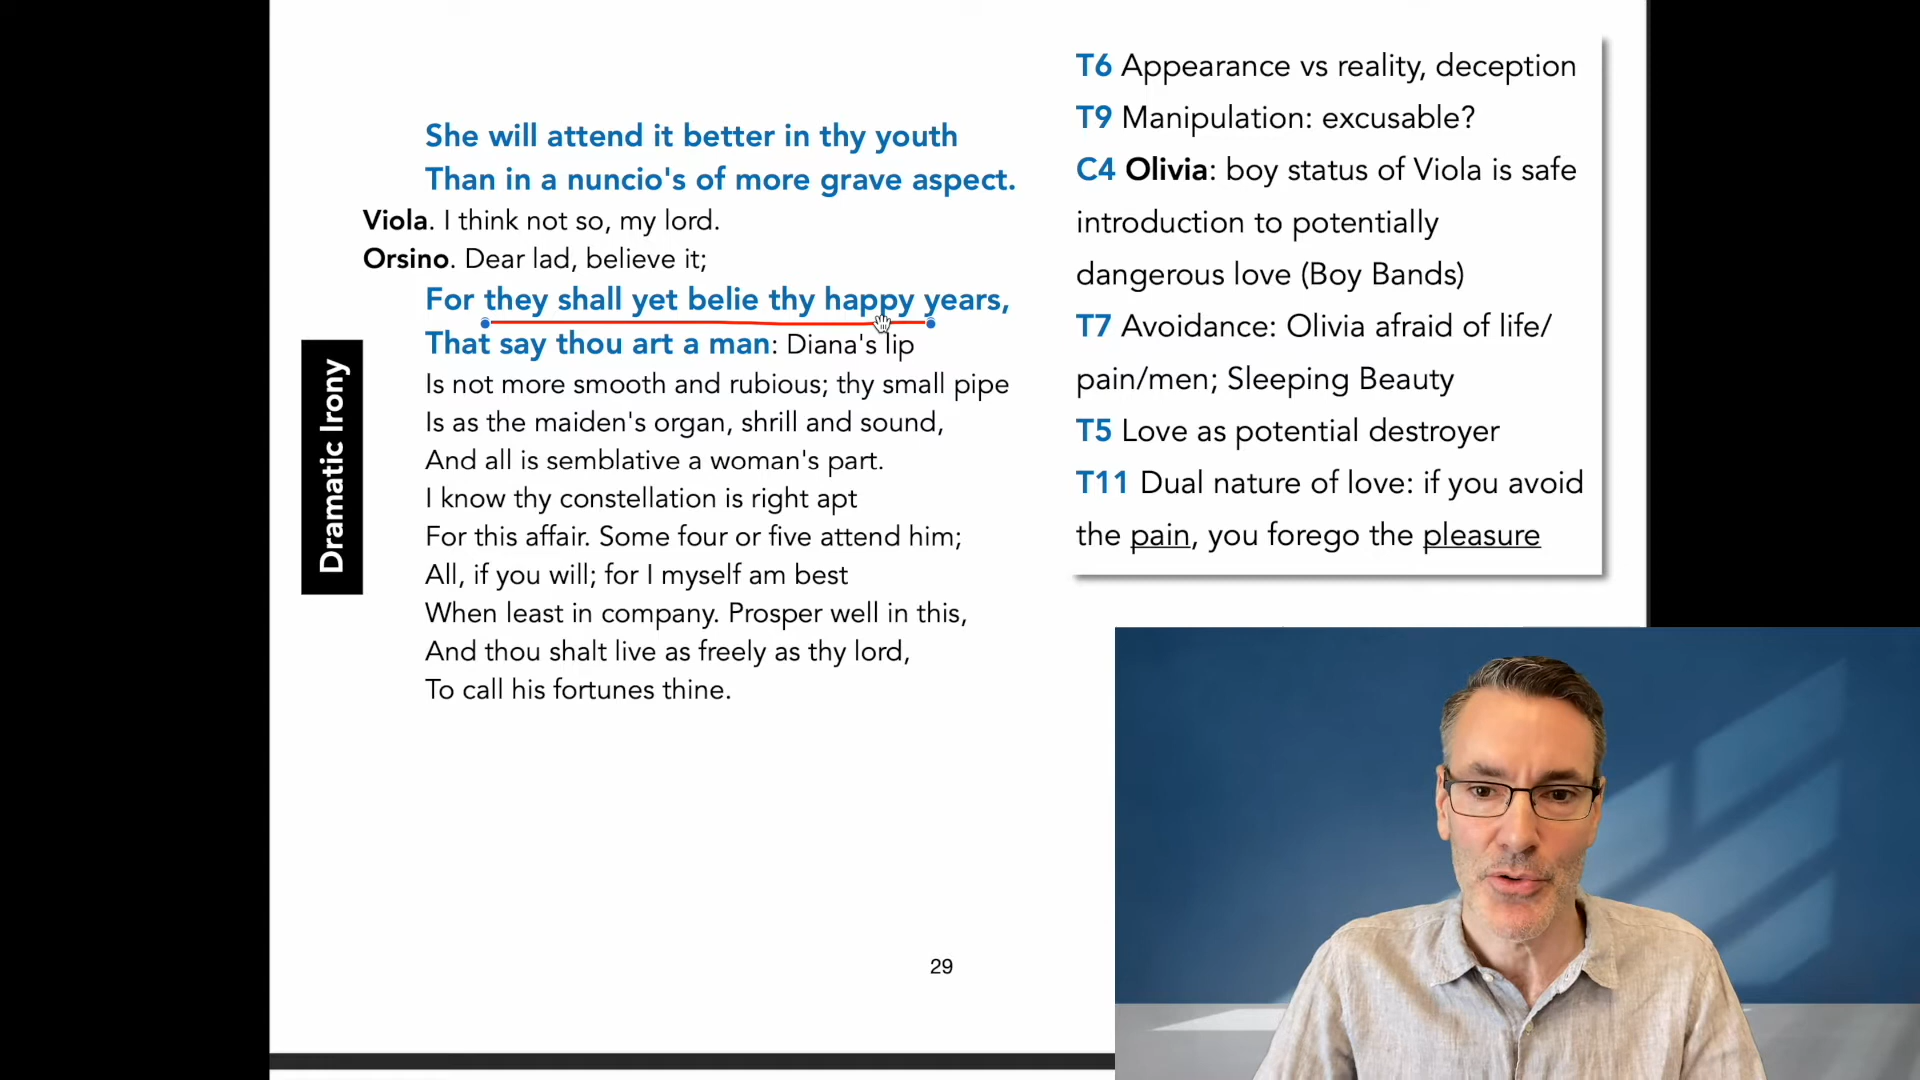 She will attend it better in thy youth
Than in a nuncio's of more grave aspect.
Viola. I think not so, my lord.
Orsino. Dear lad, believe it;
For they shall yet belie thy happy years,
That say thou art a man: Diana's lip
Is not more smooth and rubious; thy small pipe
Is as the maiden's organ, shrill and sound,
And all is semblative a woman's part.
I know thy constellation is right apt
For this affair. Some four or five attend him;
All, if you will; for I myself am best
When least in company. Prosper well in this,
And thou shalt live as freely as thy lord,
To call his fortunes thine.
Dramatic Irony
29
T6 Appearance vs reality, deception
T9 Manipulation: excusable?
C4 Olivia: boy status of Viola is safe
introduction to potentially
dangerous love (Boy Bands)
T7 Avoidance: Olivia afraid of life/
pain/men; Sleeping Beauty
T5 Love as potential destroyer
T11 Dual nature of love: if you avoid
the pain, you forego the pleasure